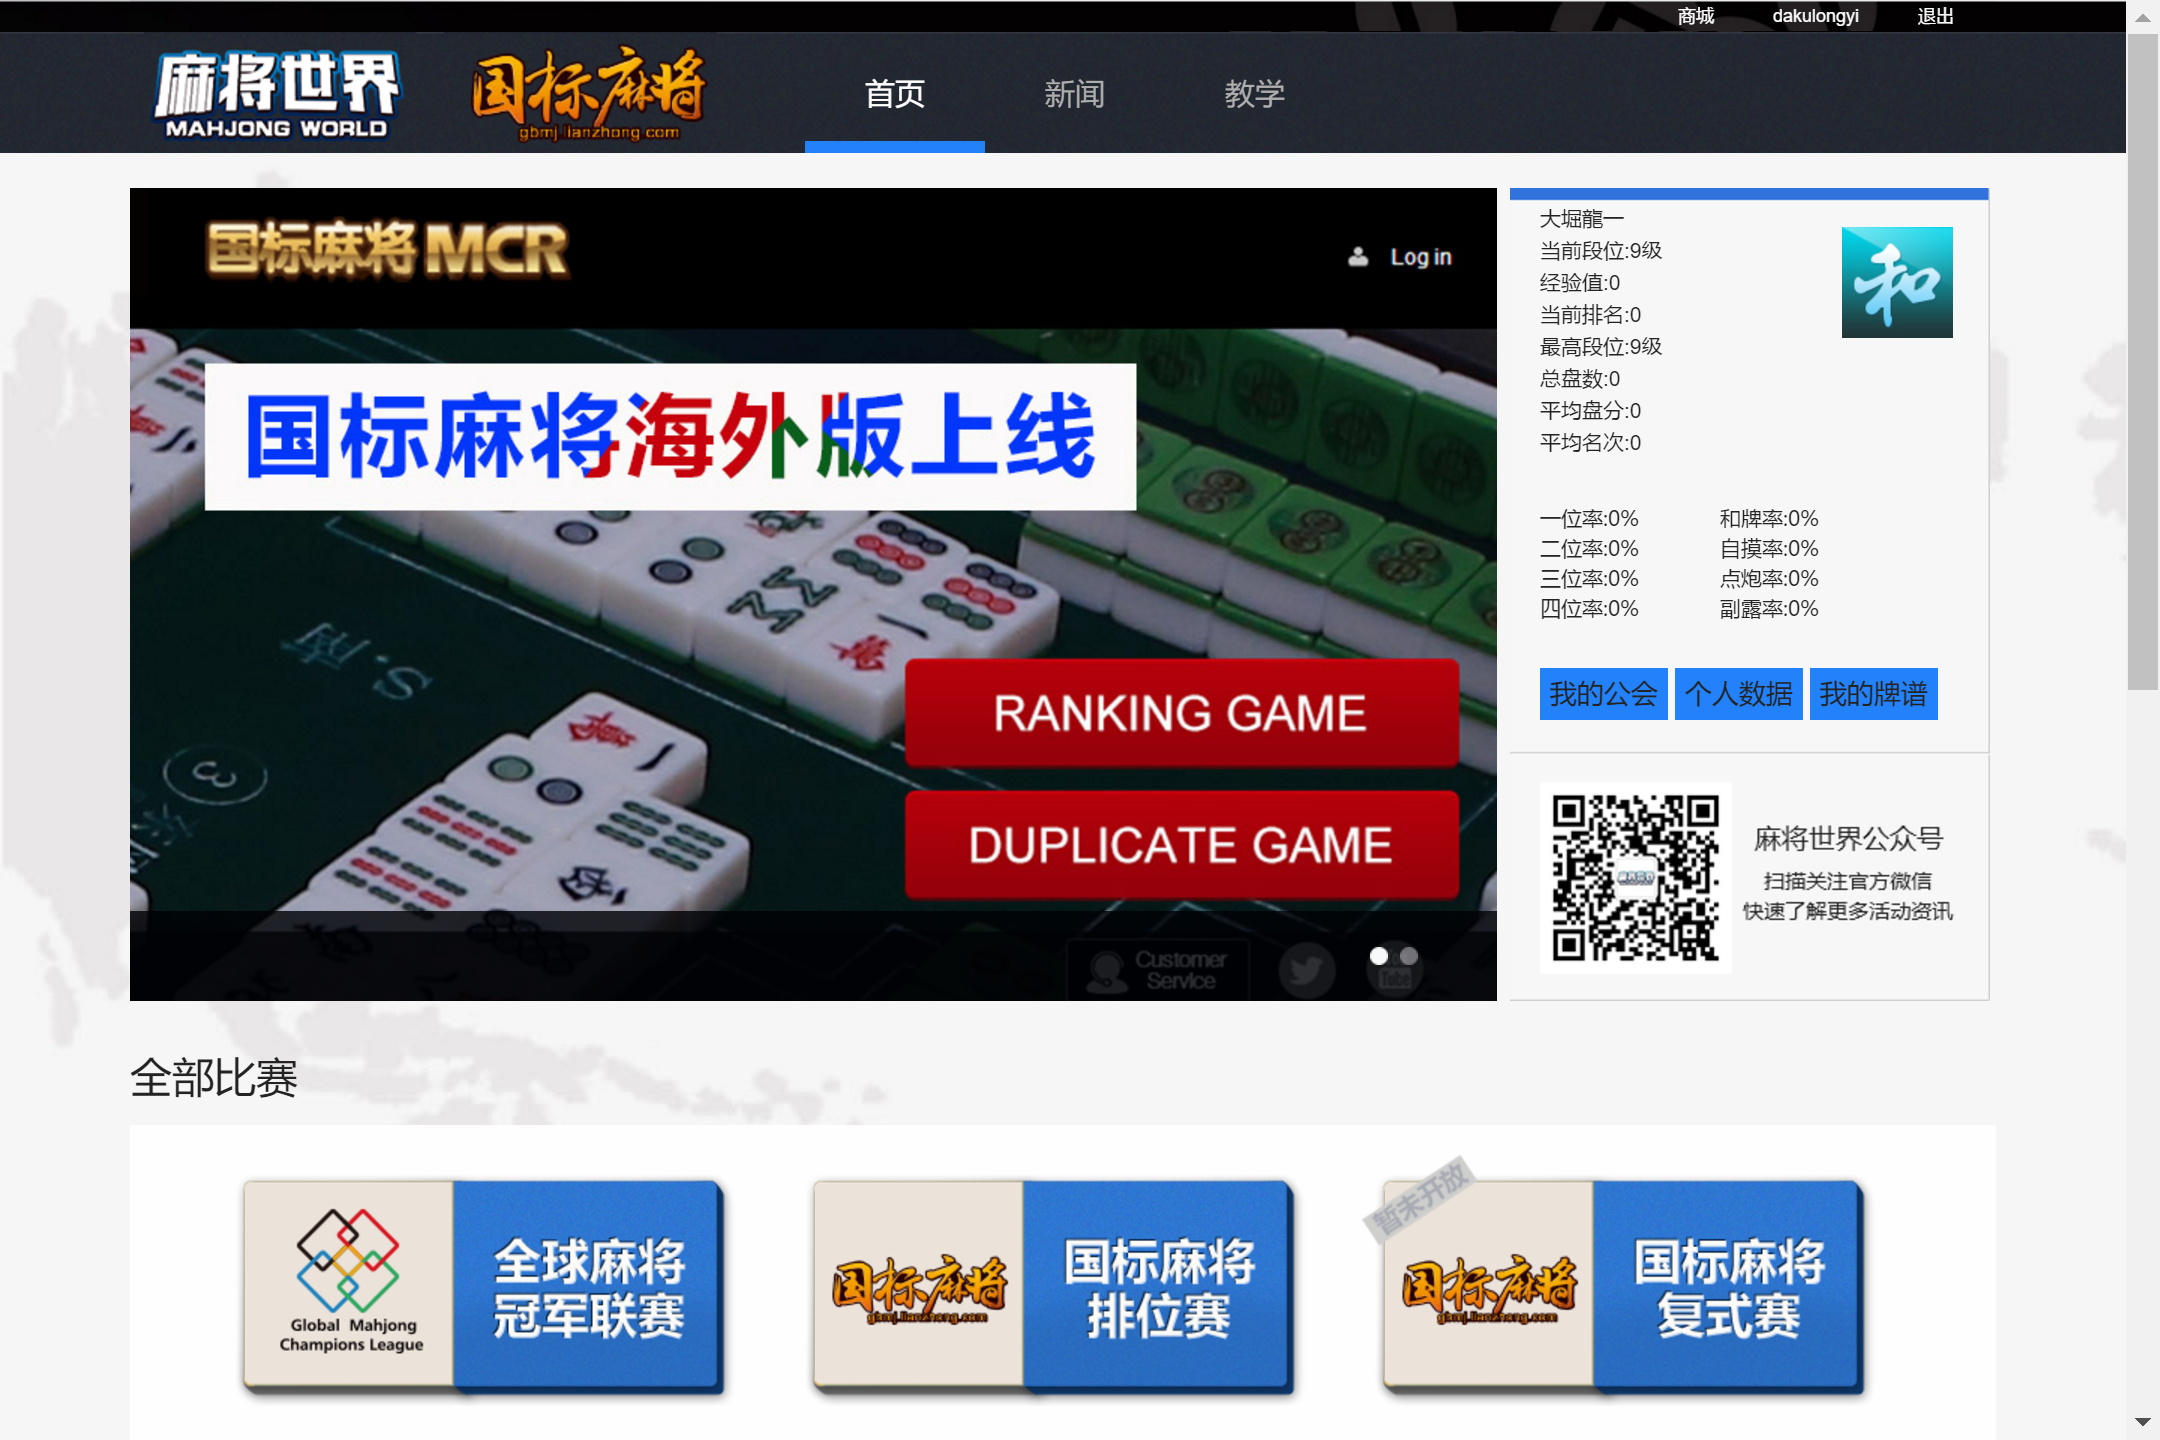 商城 dakulongyi 退出
麻将世界
MAHJONG WORLD
国标麻将
gbmj.lianzhong.com
首页 新闻 教学
国标麻将MCR
Log in
国标麻将海外版上线
RANKING GAME
DUPLICATE GAME
Customer
Service
大堀龍一
当前段位:9级
经验值:0
当前排名:0
最高段位:9级
总盘数:0
平均盘分:0
平均名次:0
和
一位率:0% 和牌率:0%
二位率:0% 自摸率:0%
三位率:0% 点炮率:0%
四位率:0% 副露率:0%
我的公会 个人数据 我的牌谱
麻将世界公众号
扫描关注官方微信
快速了解更多活动资讯
全部比赛
Global Mahjong
Champions League
全球麻将
冠军联赛
国标麻将
gbmj.lianzhong.com
国标麻将
排位赛
暂未开放
国标麻将
gbmj.lianzhong.com
国标麻将
复式赛